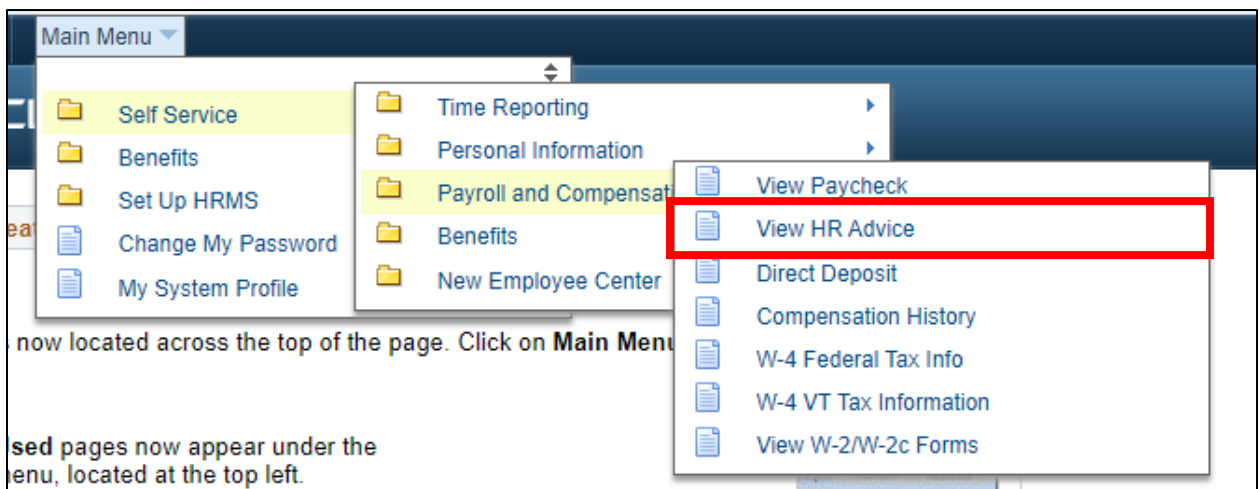 Main Menu
Self Service
Benefits
Set Up HRMS
Change My Password
My System Profile
Time Reporting
Personal Information
Payroll and Compensati
Benefits
New Employee Center
View Paycheck
View HR Advice
Direct Deposit
Compensation History
W-4 Federal Tax Info
W-4 VT Tax Information
View W-2/W-2c Forms
now located across the top of the page. Click on Main Menu
sed pages now appear under the
enu, located at the top left.